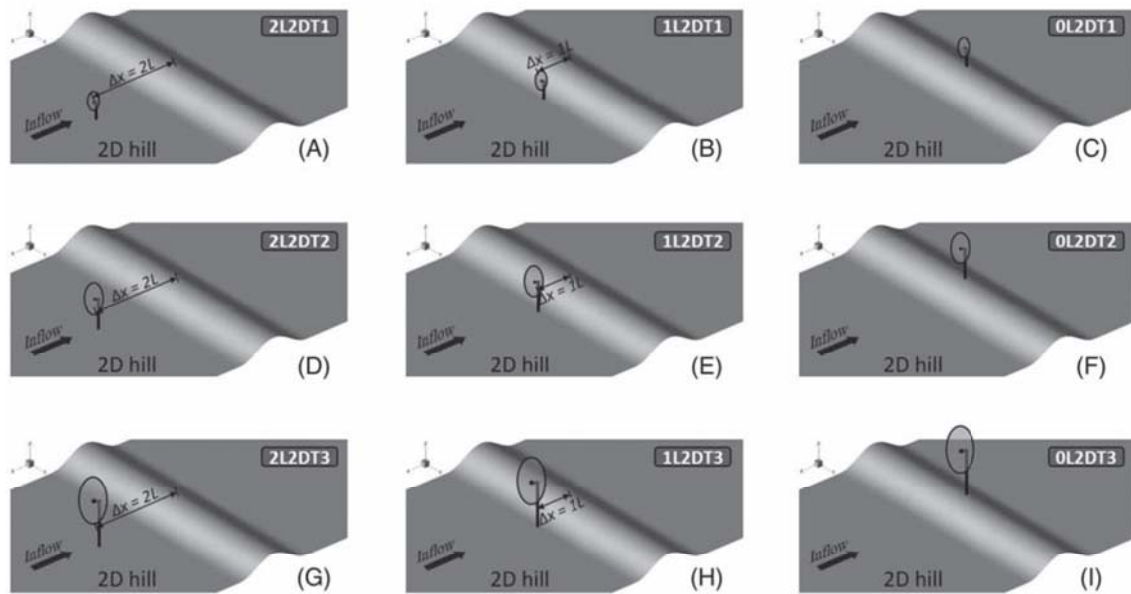 2L2DT1
Δx = 2L
Inflow
2D hill
(A)
1L2DT1
Δx = 1L
Inflow
2D hill
(B)
0L2DT1
Inflow
2D hill
(C)
2L2DT2
Δx = 2L
Inflow
2D hill
(D)
1L2DT2
Δx = 1L
Inflow
2D hill
(E)
0L2DT2
Inflow
2D hill
(F)
2L2DT3
Δx = 2L
Inflow
2D hill
(G)
1L2DT3
Δx = 1L
Inflow
2D hill
(H)
0L2DT3
Inflow
2D hill
(I)